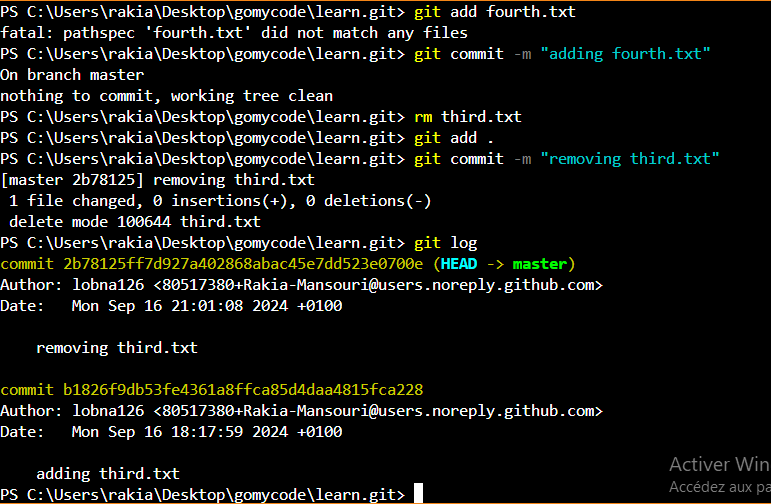 PS C:\Users\rakia\Desktop\gomycode\learn.git> git add fourth.txt
fatal: pathspec 'fourth.txt' did not match any files
PS C:\Users\rakia\Desktop\gomycode\learn.git> git commit -m "adding fourth.txt"
On branch master
nothing to commit, working tree clean
PS C:\Users\rakia\Desktop\gomycode\learn.git> rm third.txt
PS C:\Users\rakia\Desktop\gomycode\learn.git> git add .
PS C:\Users\rakia\Desktop\gomycode\learn.git> git commit -m "removing third.txt"
[master 2b78125] removing third.txt
 1 file changed, 0 insertions(+), 0 deletions(-)
 delete mode 100644 third.txt
PS C:\Users\rakia\Desktop\gomycode\learn.git> git log
commit 2b78125ff7d927a402868abac45e7dd523e0700e (HEAD -> master)
Author: lobna126 <80517380+Rakia-Mansouri@users.noreply.github.com>
Date:   Mon Sep 16 21:01:08 2024 +0100

    removing third.txt

commit b1826f9db53fe4361a8ffca85d4daa4815fca228
Author: lobna126 <80517380+Rakia-Mansouri@users.noreply.github.com>
Date:   Mon Sep 16 18:17:59 2024 +0100

    adding third.txt
PS C:\Users\rakia\Desktop\gomycode\learn.git>
Activer Win
Accédez aux pa